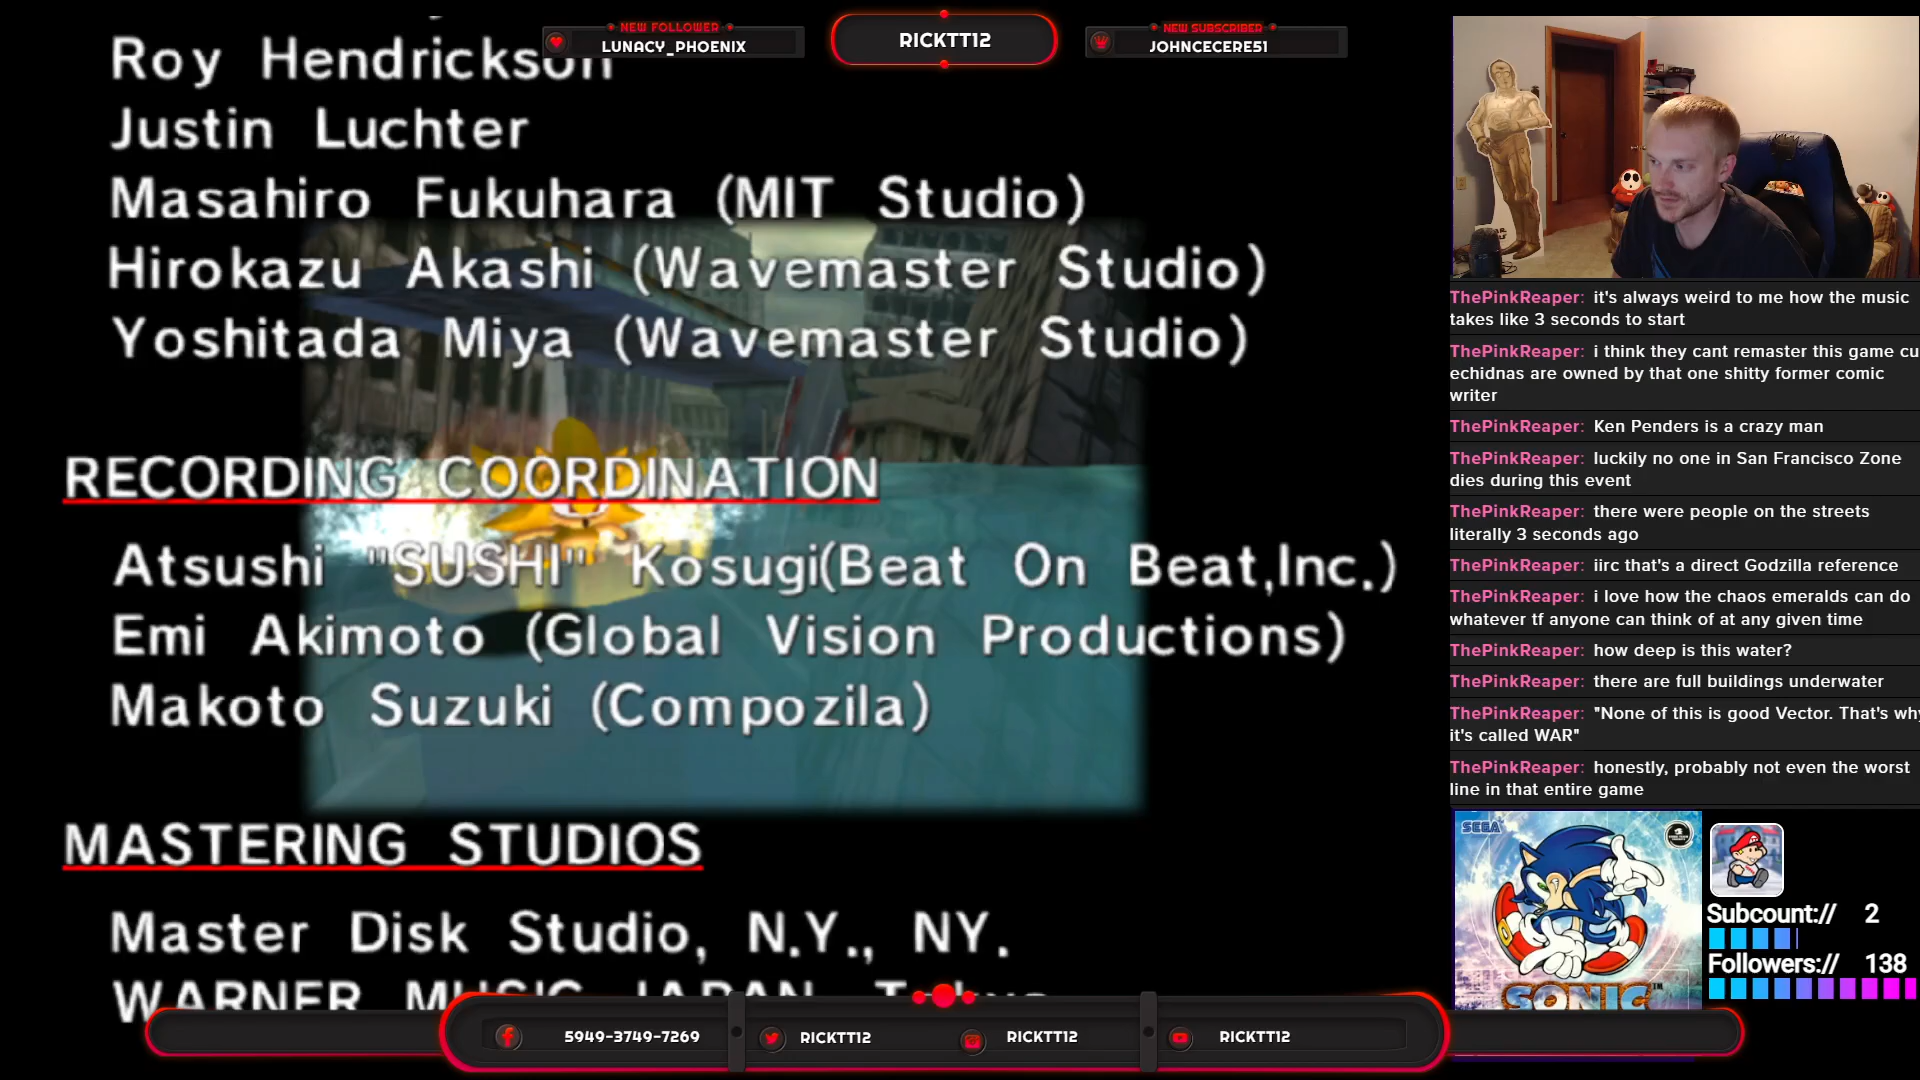 NEW FOLLOWER
LUNACY_PHOENIX
RICKTT12
NEW SUBSCRIBER
JOHNCECERE51
Roy Hendrickson
Justin Luchter
Masahiro Fukuhara (MIT Studio)
Hirokazu Akashi (Wavemaster Studio)
Yoshitada Miya (Wavemaster Studio)
RECORDING COORDINATION
Atsushi "SUSHI" Kosugi(Beat On Beat,Inc.)
Emi Akimoto (Global Vision Productions)
Makoto Suzuki (Compozila)
MASTERING STUDIOS
Master Disk Studio, N.Y., NY.
WARNER MUSIC JAPAN, Tokyo
ThePinkReaper: it's always weird to me how the music
takes like 3 seconds to start
ThePinkReaper: i think they cant remaster this game cu
echidnas are owned by that one shitty former comic
writer
ThePinkReaper: Ken Penders is a crazy man
ThePinkReaper: luckily no one in San Francisco Zone
dies during this event
ThePinkReaper: there were people on the streets
literally 3 seconds ago
ThePinkReaper: iirc that's a direct Godzilla reference
ThePinkReaper: i love how the chaos emeralds can do
whatever tf anyone can think of at any given time
ThePinkReaper: how deep is this water?
ThePinkReaper: there are full buildings underwater
ThePinkReaper: "None of this is good Vector. That's why
it's called WAR"
ThePinkReaper: honestly, probably not even the worst
line in that entire game
SEGA
SONIC
Subcount:// 2
Followers:// 138
5949-3749-7269
RICKTT12
RICKTT12
RICKTT12